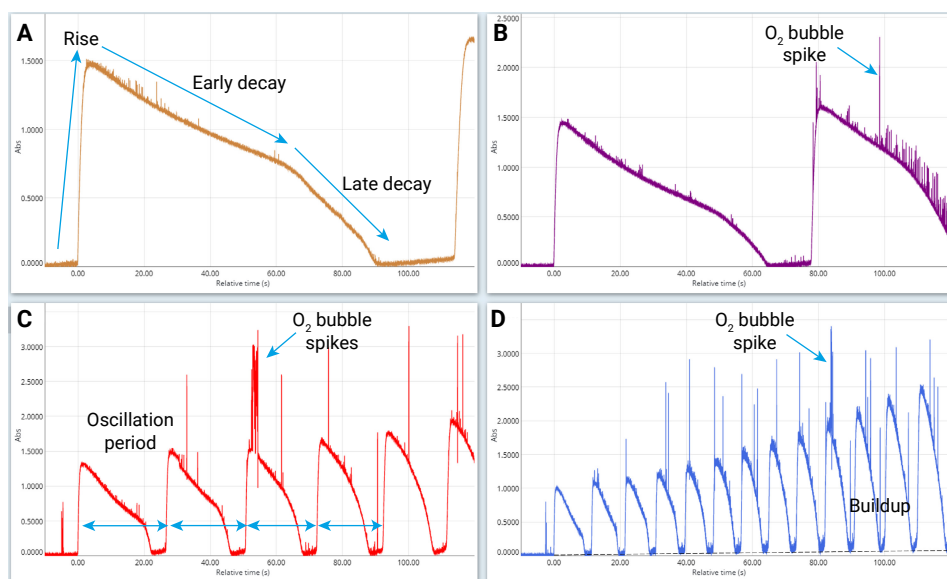 A
Rise
Early decay
Late decay
Abs
1.5000
1.0000
0.5000
0.0000
0.00
20.00
40.00
60.00
80.00
100.00
Relative time (s)
B
O₂ bubble
spike
Abs
2.5000
2.0000
1.5000
1.0000
0.5000
0.0000
0.00
20.00
40.00
60.00
80.00
100.00
Relative time (s)
C
O₂ bubble
spikes
Oscillation
period
Abs
3.0000
2.5000
2.0000
1.5000
1.0000
0.5000
0.0000
0.00
20.00
40.00
60.00
80.00
100.00
Relative time (s)
D
O₂ bubble
spike
Buildup
Abs
3.5000
3.0000
2.5000
2.0000
1.5000
1.0000
0.5000
0.0000
0.00
20.00
40.00
60.00
80.00
100.00
Relative time (s)